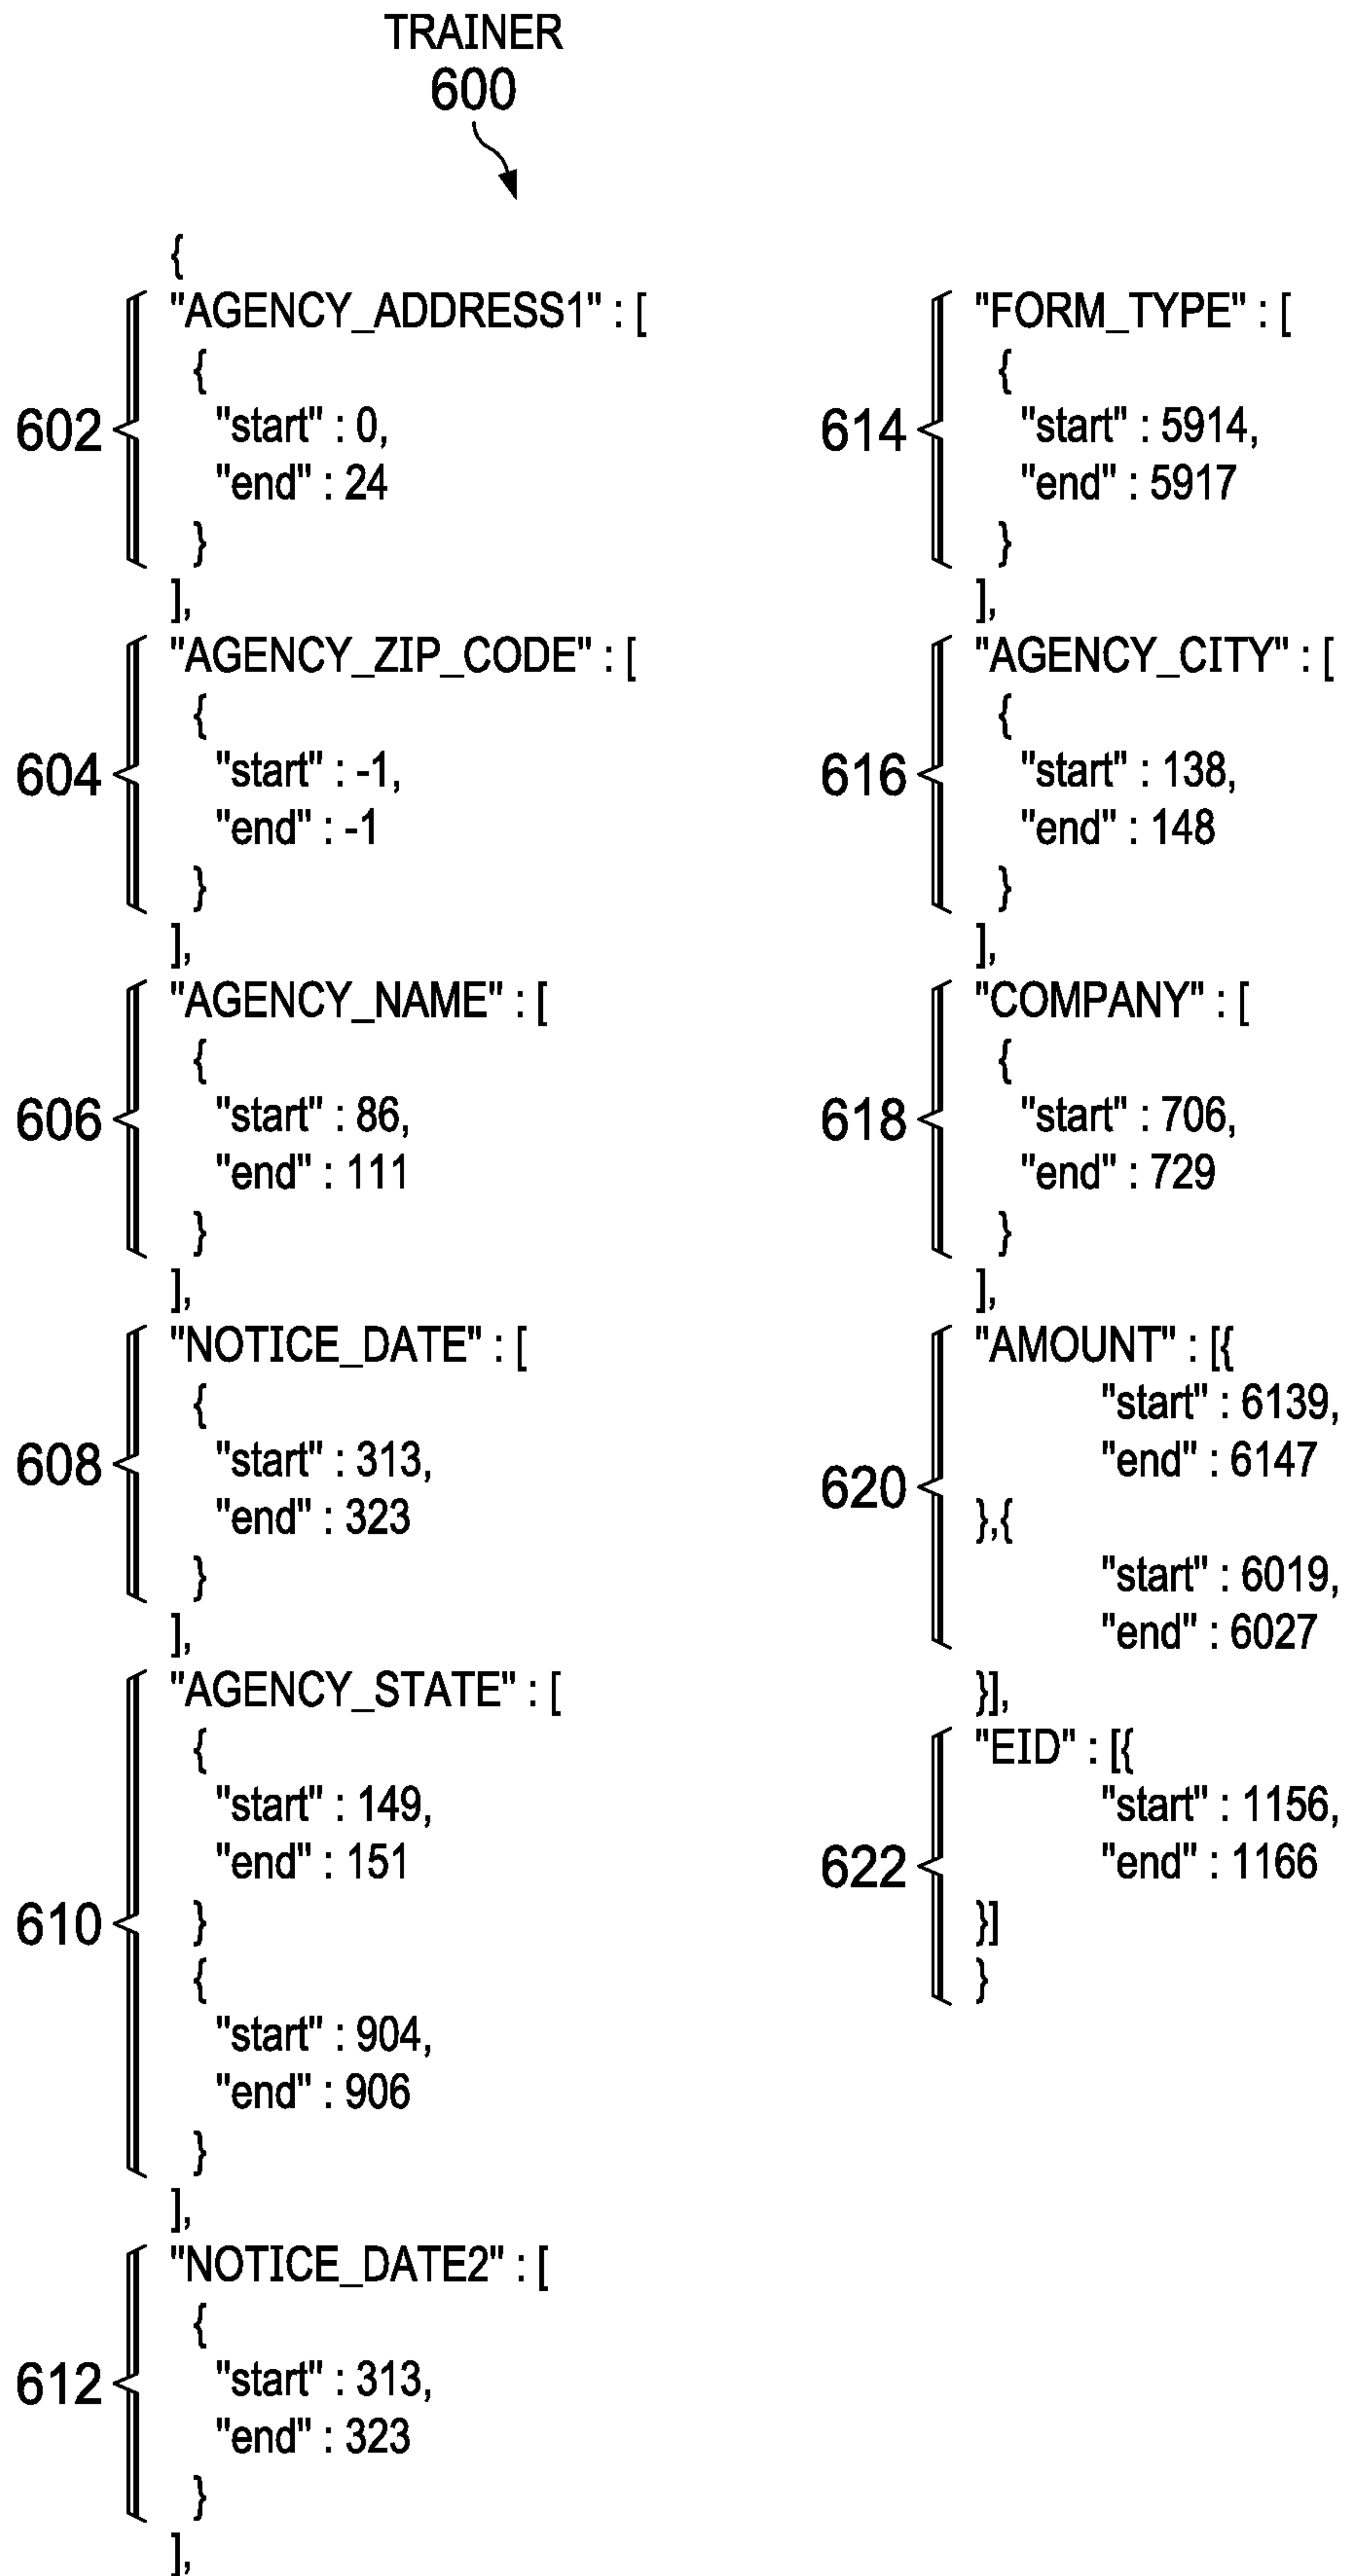 TRAINER
600
{
"AGENCY_ADDRESS1" : [
{
602
"start" : 0,
"end" : 24
}
],
"AGENCY_ZIP_CODE" : [
{
604
"start" : -1,
"end" : -1
}
],
"AGENCY_NAME" : [
{
606
"start" : 86,
"end" : 111
}
],
"NOTICE_DATE" : [
{
608
"start" : 313,
"end" : 323
}
],
"AGENCY_STATE" : [
{
"start" : 149,
"end" : 151
610
}
{
"start" : 904,
"end" : 906
}
],
"NOTICE_DATE2" : [
{
612
"start" : 313,
"end" : 323
}
],
"FORM_TYPE" : [
{
614
"start" : 5914,
"end" : 5917
}
],
"AGENCY_CITY" : [
{
616
"start" : 138,
"end" : 148
}
],
"COMPANY" : [
{
618
"start" : 706,
"end" : 729
}
],
"AMOUNT" : [{
"start" : 6139,
"end" : 6147
620
},{
"start" : 6019,
"end" : 6027
}],
"EID" : [{
"start" : 1156,
"end" : 1166
622
}]
}